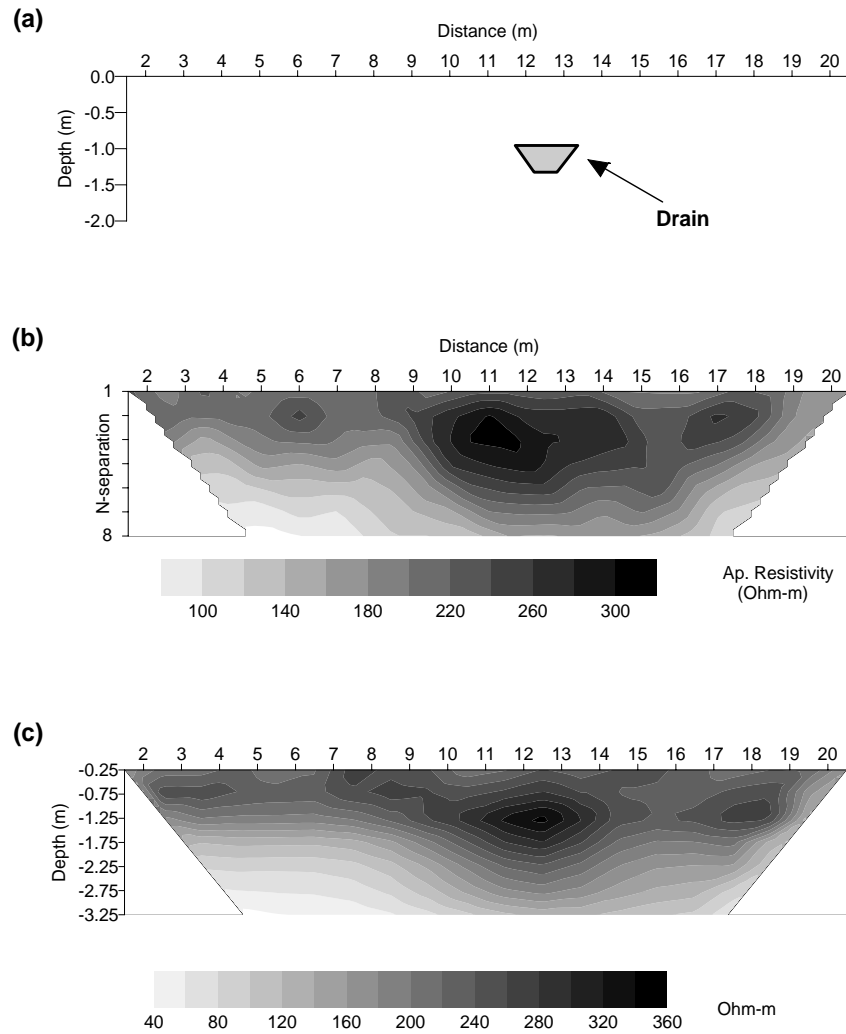 (a)
Distance (m)
2 3 4 5 6 7 8 9 10 11 12 13 14 15 16 17 18 19 20
0.0
-0.5
-1.0
-1.5
-2.0
Depth (m)
Drain
(b)
Distance (m)
2 3 4 5 6 7 8 9 10 11 12 13 14 15 16 17 18 19 20
1
N-separation
8
100 140 180 220 260 300
Ap. Resistivity
(Ohm-m)
(c)
2 3 4 5 6 7 8 9 10 11 12 13 14 15 16 17 18 19 20
-0.25
-0.75
-1.25
-1.75
-2.25
-2.75
-3.25
Depth (m)
40 80 120 160 200 240 280 320 360
Ohm-m